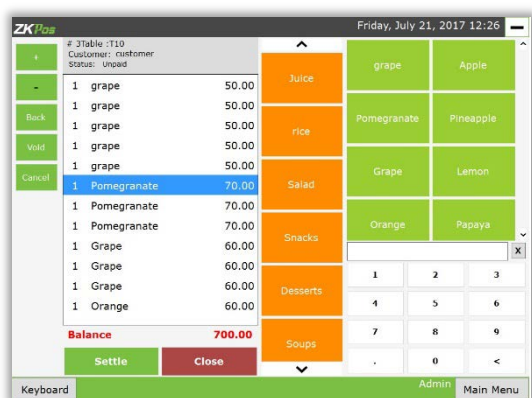 ZKPos
Friday, July 21, 2017 12:26
+
-
Back
Void
Cancel
# 3Table :T10
Customer: customer
Status: Unpaid
1 grape 50.00
1 grape 50.00
1 grape 50.00
1 grape 50.00
1 grape 50.00
1 Pomegranate 70.00
1 Pomegranate 70.00
1 Pomegranate 70.00
1 Grape 60.00
1 Grape 60.00
1 Grape 60.00
1 Orange 60.00
Balance 700.00
Settle Close
Juice
rice
Salad
Snacks
Desserts
Soups
grape Apple
Pomegranate Pineapple
Grape Lemon
Orange Papaya
X
1 2 3
4 5 6
7 8 9
. 0 <
Keyboard
Admin
Main Menu